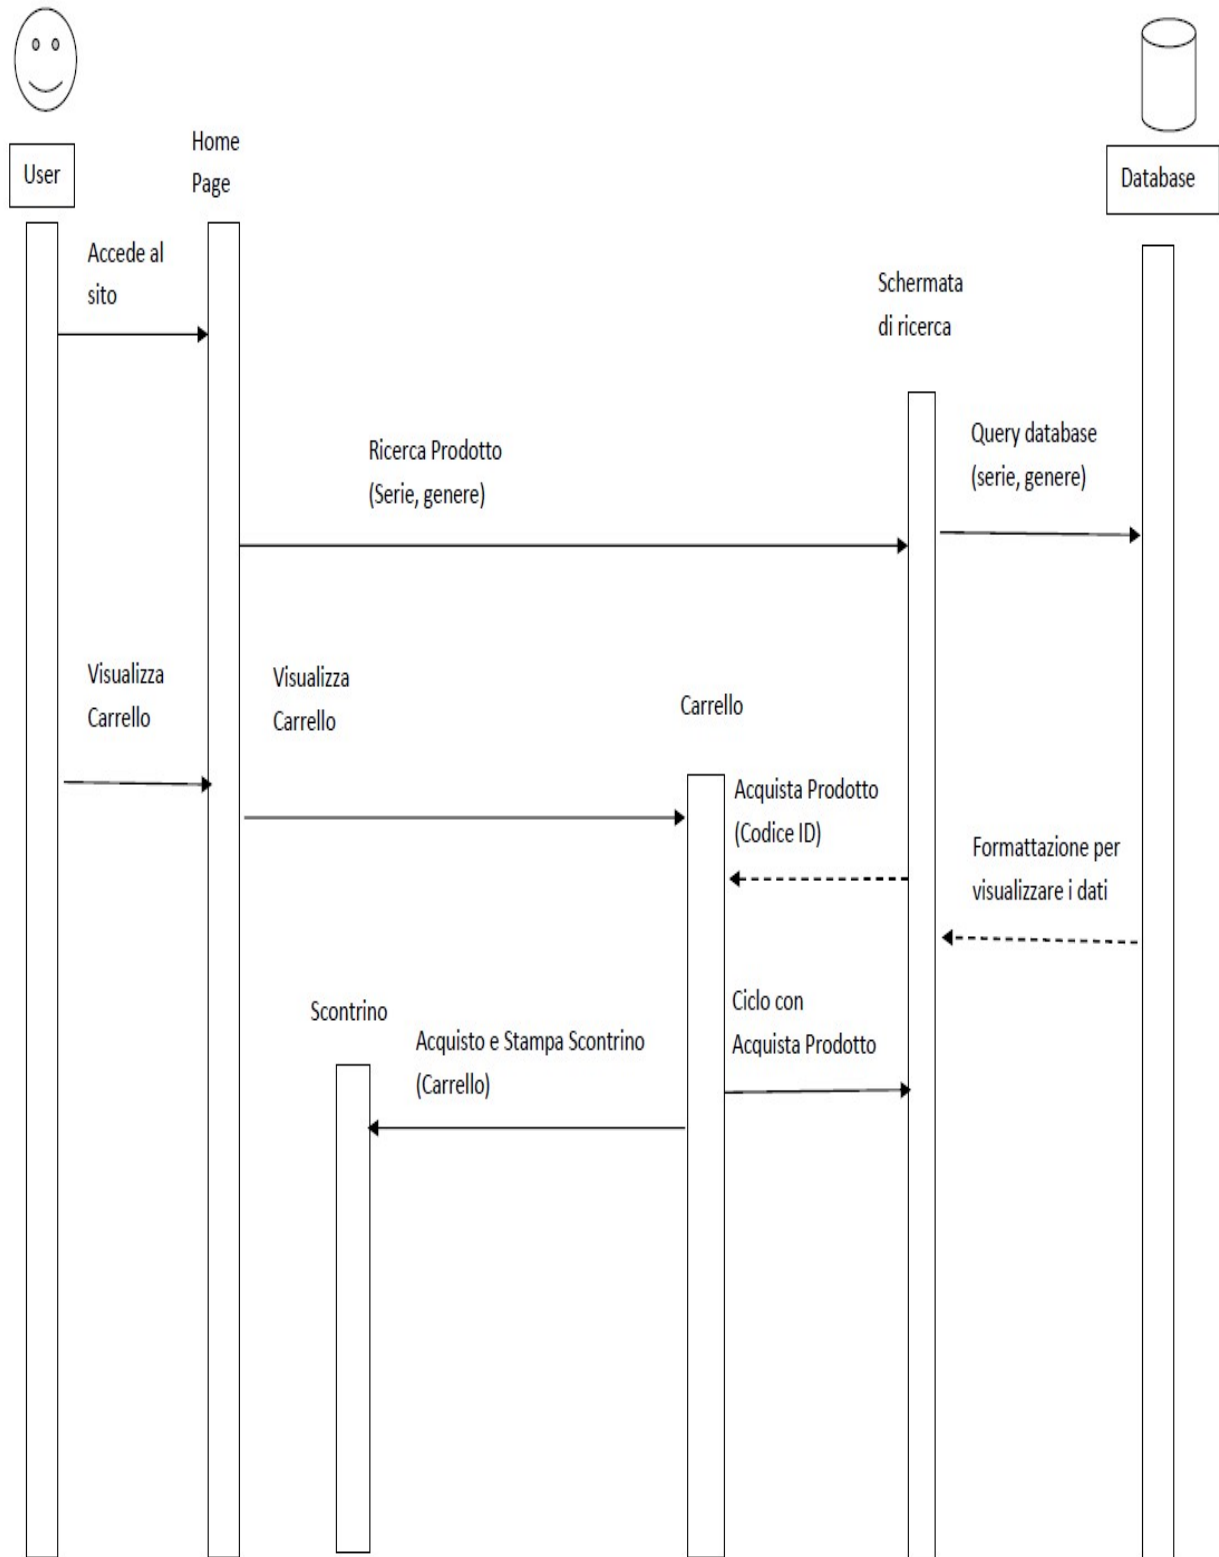 Home
Page
User
Database
Accede al
sito
Schermata
di ricerca
Ricerca Prodotto
(Serie, genere)
Query database
(serie, genere)
Visualizza
Carrello
Visualizza
Carrello
Carrello
Acquista Prodotto
(Codice ID)
Formattazione per
visualizzare i dati
Scontrino
Acquisto e Stampa Scontrino
(Carrello)
Ciclo con
Acquista Prodotto